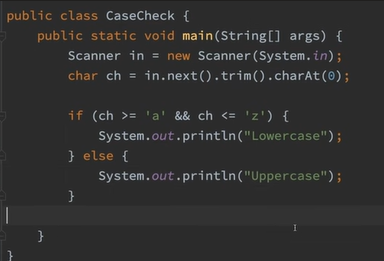 public class CaseCheck {
    public static void main(String[] args) {
        Scanner in = new Scanner(System.in);
        char ch = in.next().trim().charAt(0);

        if (ch >= 'a' && ch <= 'z') {
            System.out.println("Lowercase");
        } else {
            System.out.println("Uppercase");
        }

    }
}